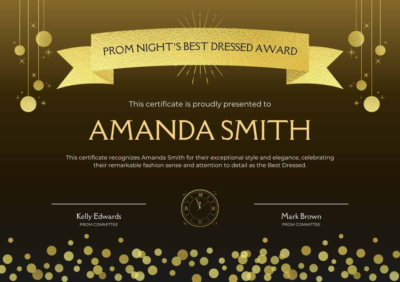 PROM NIGHT'S BEST DRESSED AWARD
This certificate is proudly presented to
AMANDA SMITH
This certificate recognizes Amanda Smith for their exceptional style and elegance, celebrating
their remarkable fashion sense and attention to detail as the Best Dressed.
Kelly Edwards
PROM COMMITTEE
Mark Brown
PROM COMMITTEE